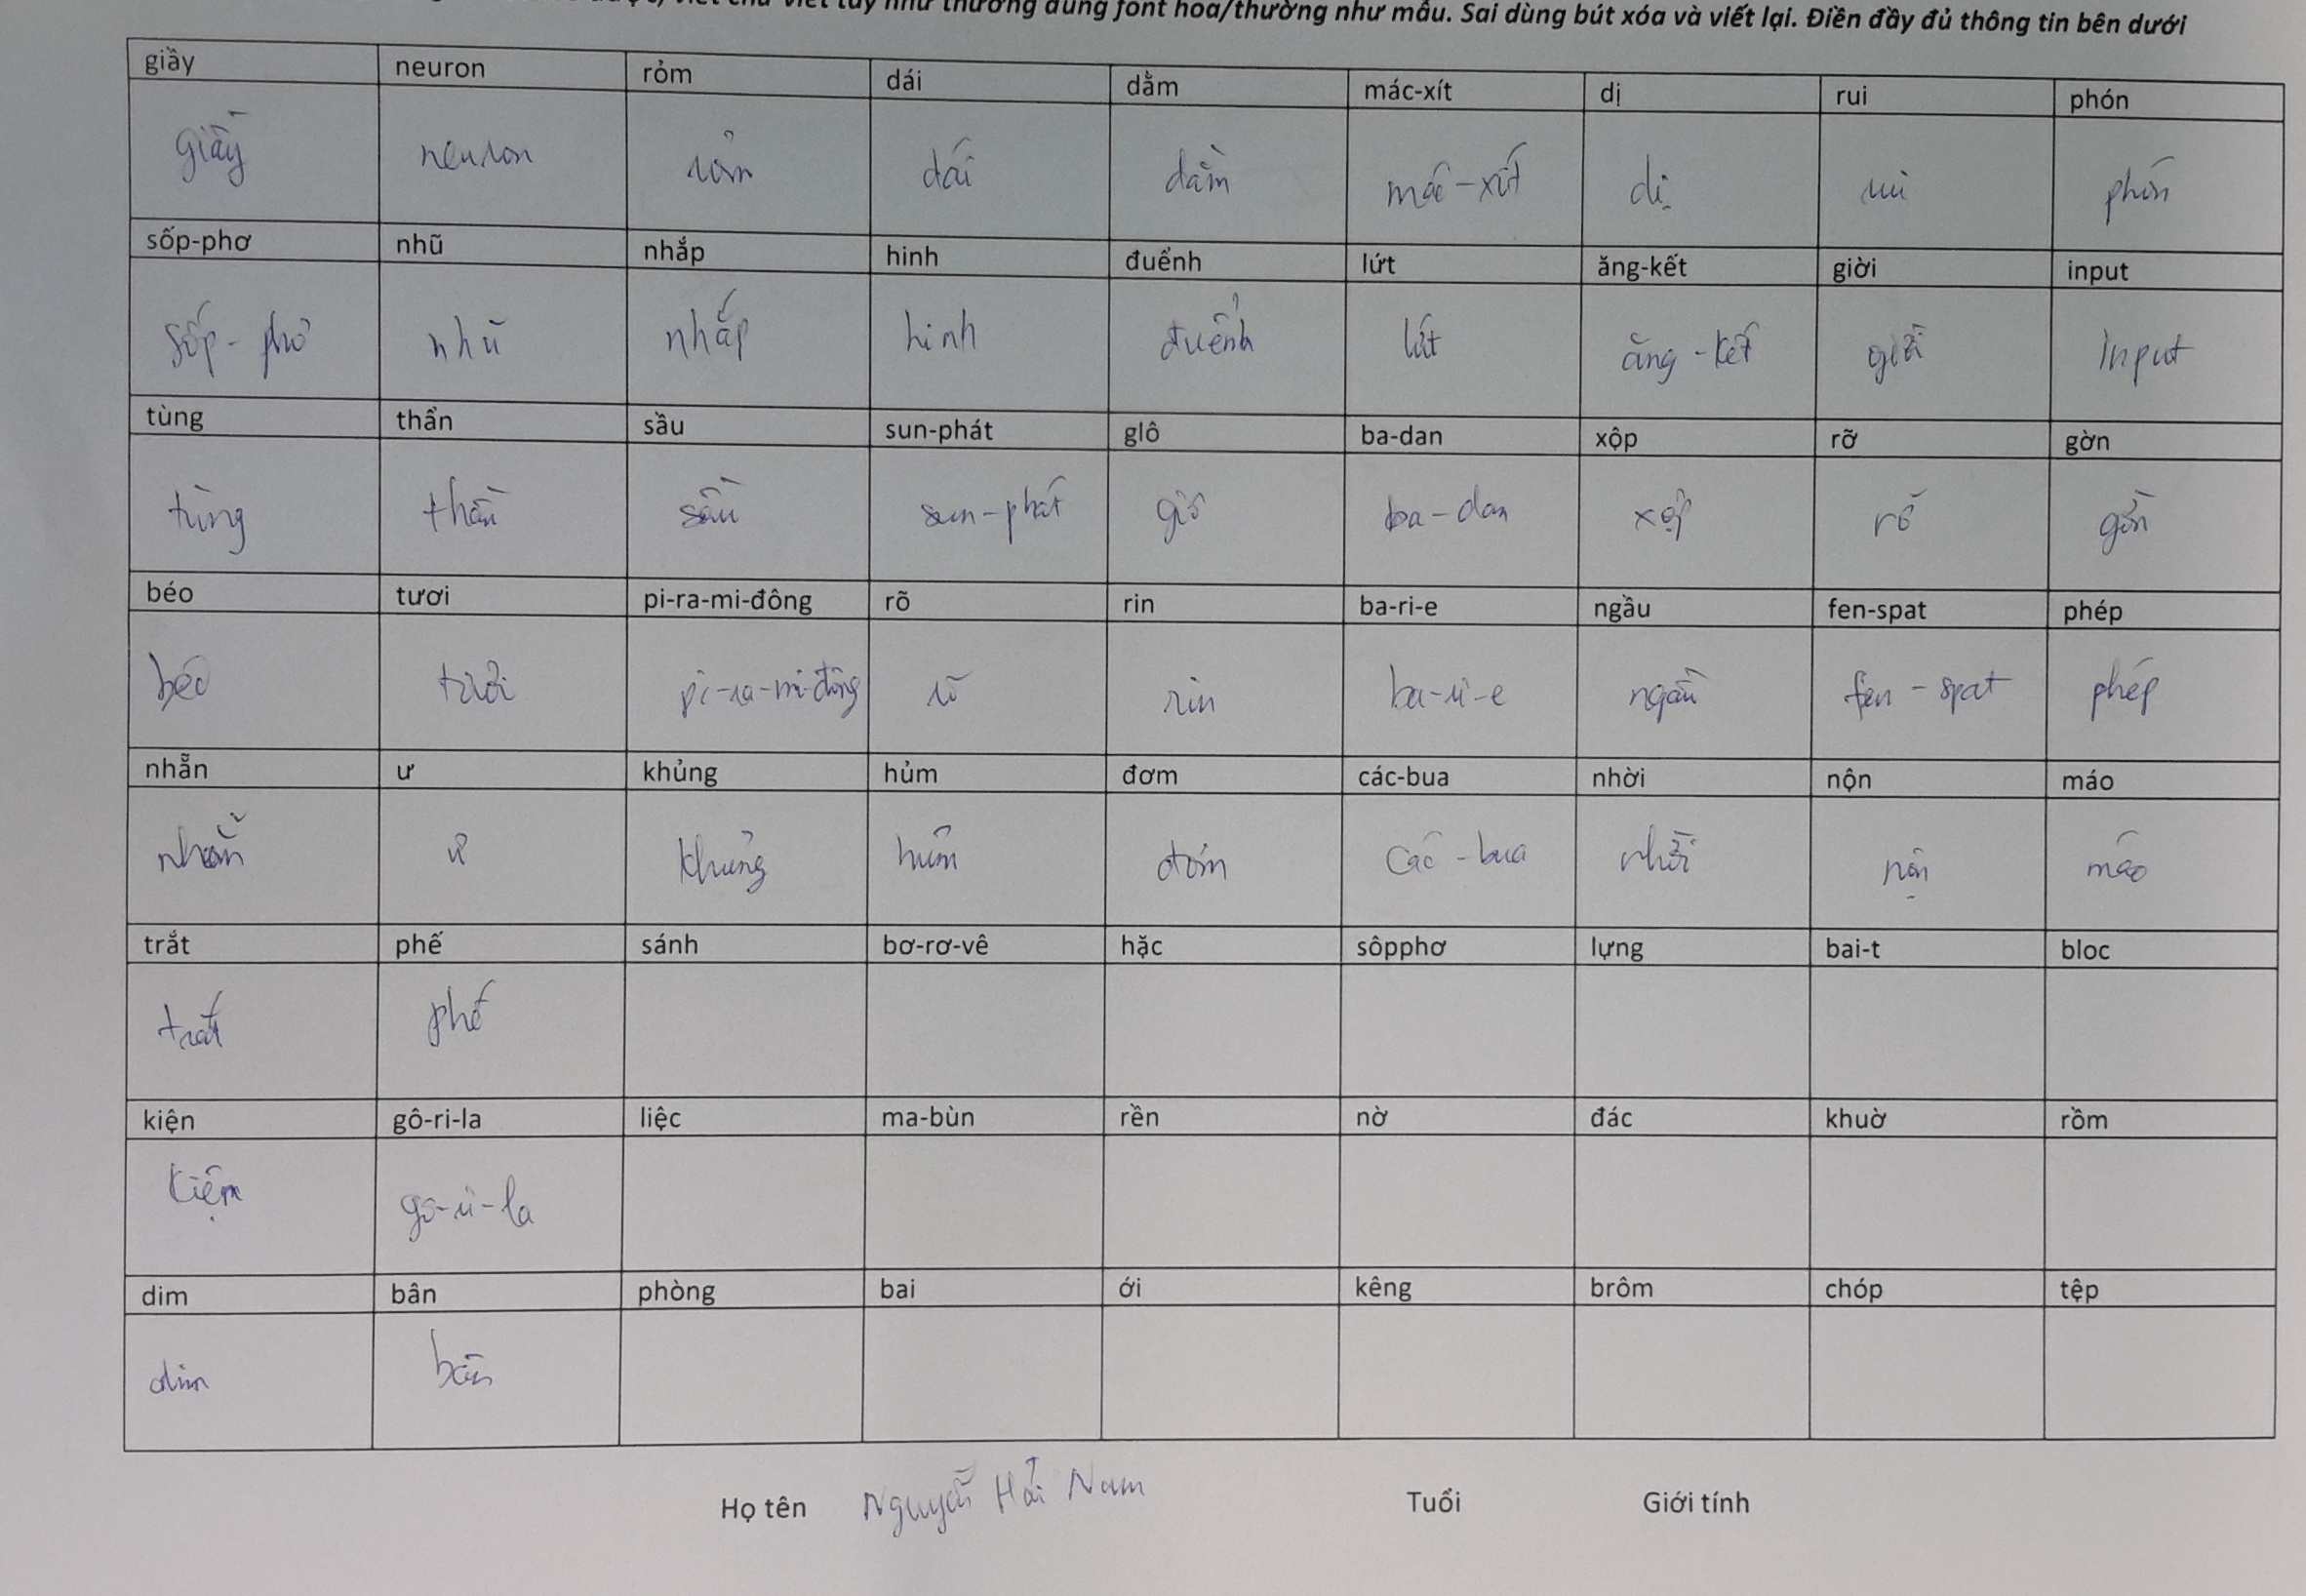 viết chữ viết tay như thường dùng font hoa/thường như mẫu. Sai dùng bút xóa và viết lại. Điền đầy đủ thông tin bên dưới
giầy neuron rỏm dái dằm mác-xít dị rui phón
giầy neuron rỏm dái dằm mác-xít dị rui phón
sốp-phơ nhũ nhắp hinh đuểnh lứt ăng-kết giời input
sốp-phơ nhũ nhắp hinh đuểnh lứt ăng-kết giời input
tùng thẩn sầu sun-phát glô ba-dan xộp rỡ gờn
tùng thẩn sầu sun-phát glô ba-dan xộp rỡ gờn
béo tươi pi-ra-mi-đông rõ rin ba-ri-e ngầu fen-spat phép
béo tươi pi-ra-mi-đông rõ rin ba-ri-e ngầu fen-spat phép
nhẵn ư khủng hủm đơm các-bua nhời nộn máo
nhẵn ư khủng hủm đơm các-bua nhời nộn máo
trắt phế sánh bơ-rơ-vê hặc sôpphơ lựng bai-t bloc
trắt phế
kiện gô-ri-la liệc ma-bùn rền nờ đác khuờ rồm
kiện gô-ri-la
dim bân phòng bai ới kêng brôm chóp tệp
dim bân
Họ tên Nguyễn Hải Nam Tuổi Giới tính